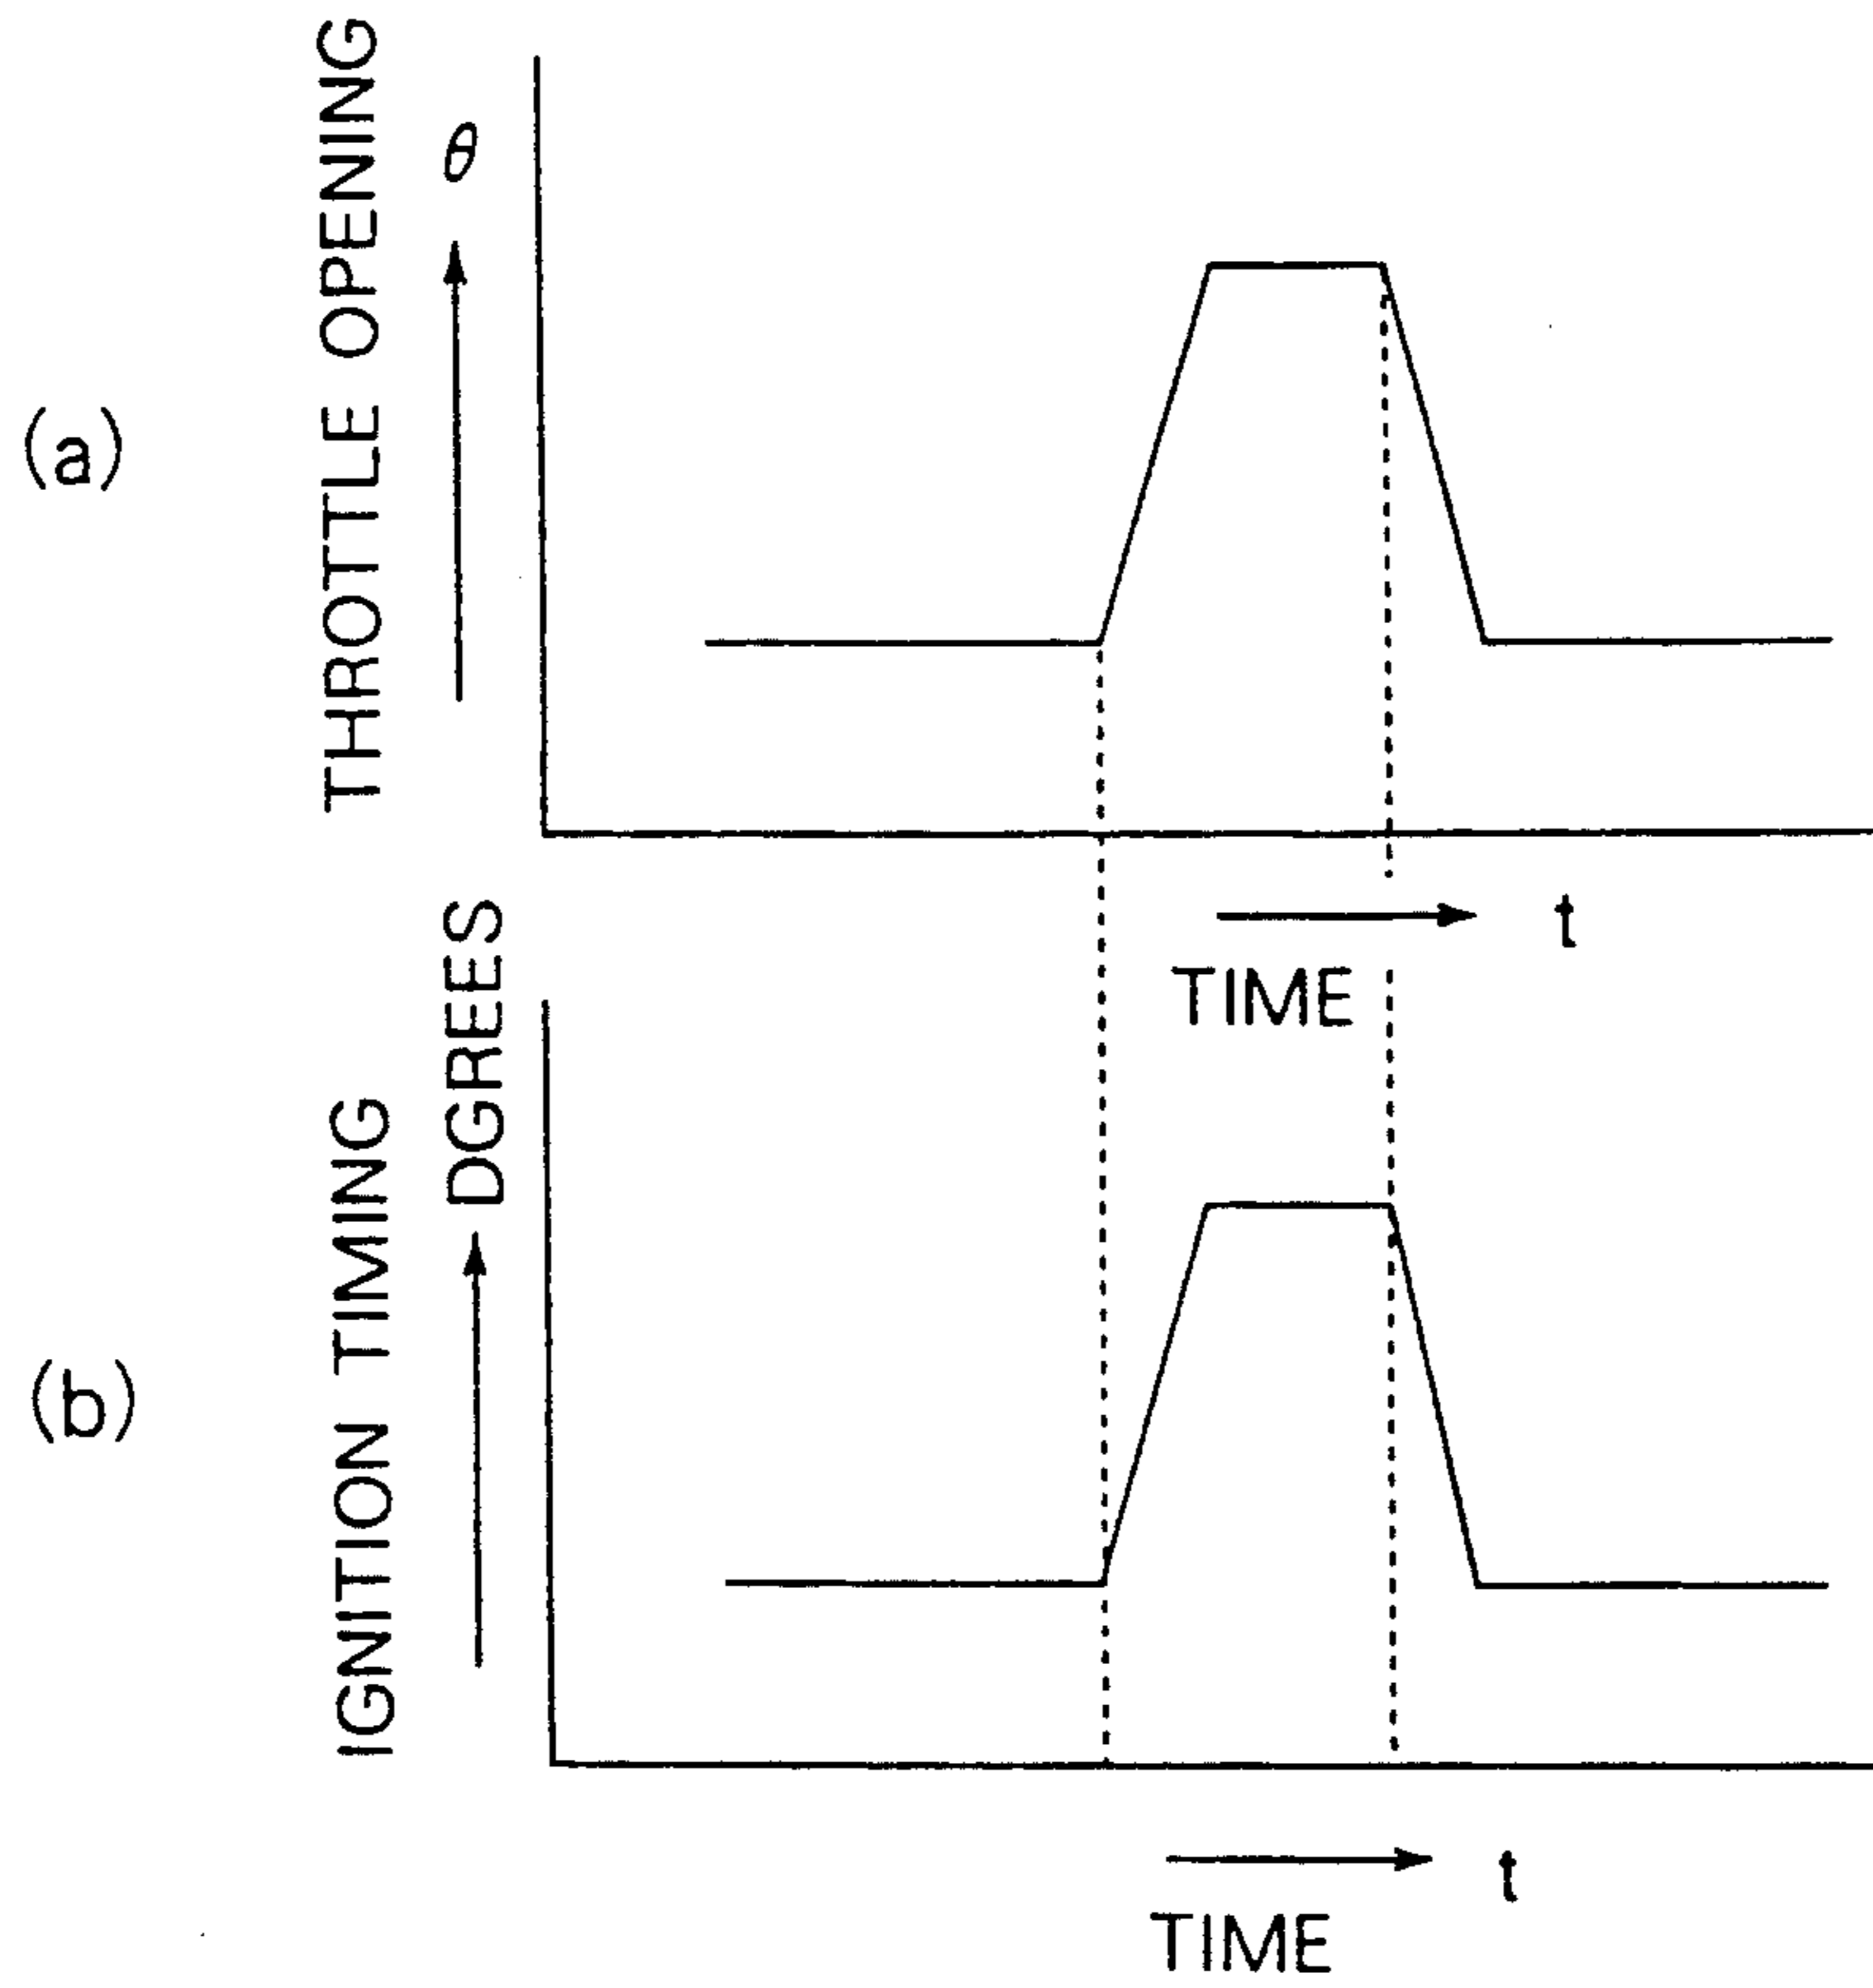 (a)
THROTTLE OPENING
θ
t
TIME
(b)
IGNITION TIMING
DGREES
t
TIME